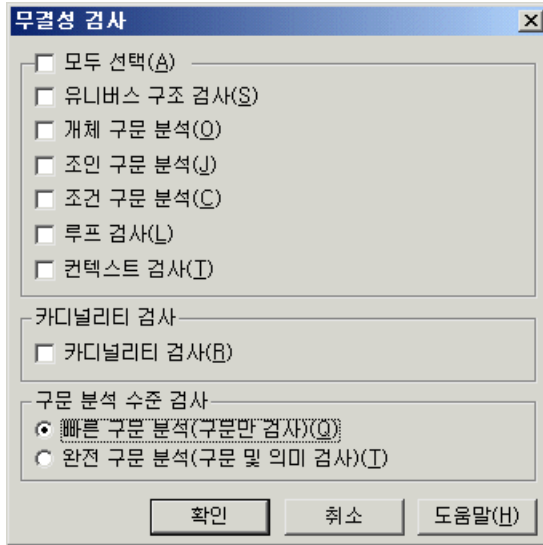 무결성 검사
모두 선택(A)
유니버스 구조 검사(S)
개체 구문 분석(O)
조인 구문 분석(J)
조건 구문 분석(C)
루프 검사(L)
컨텍스트 검사(T)
카디널리티 검사
카디널리티 검사(R)
구문 분석 수준 검사
빠른 구문 분석(구문만 검사)(Q)
완전 구문 분석(구문 및 의미 검사)(T)
확인 취소 도움말(H)